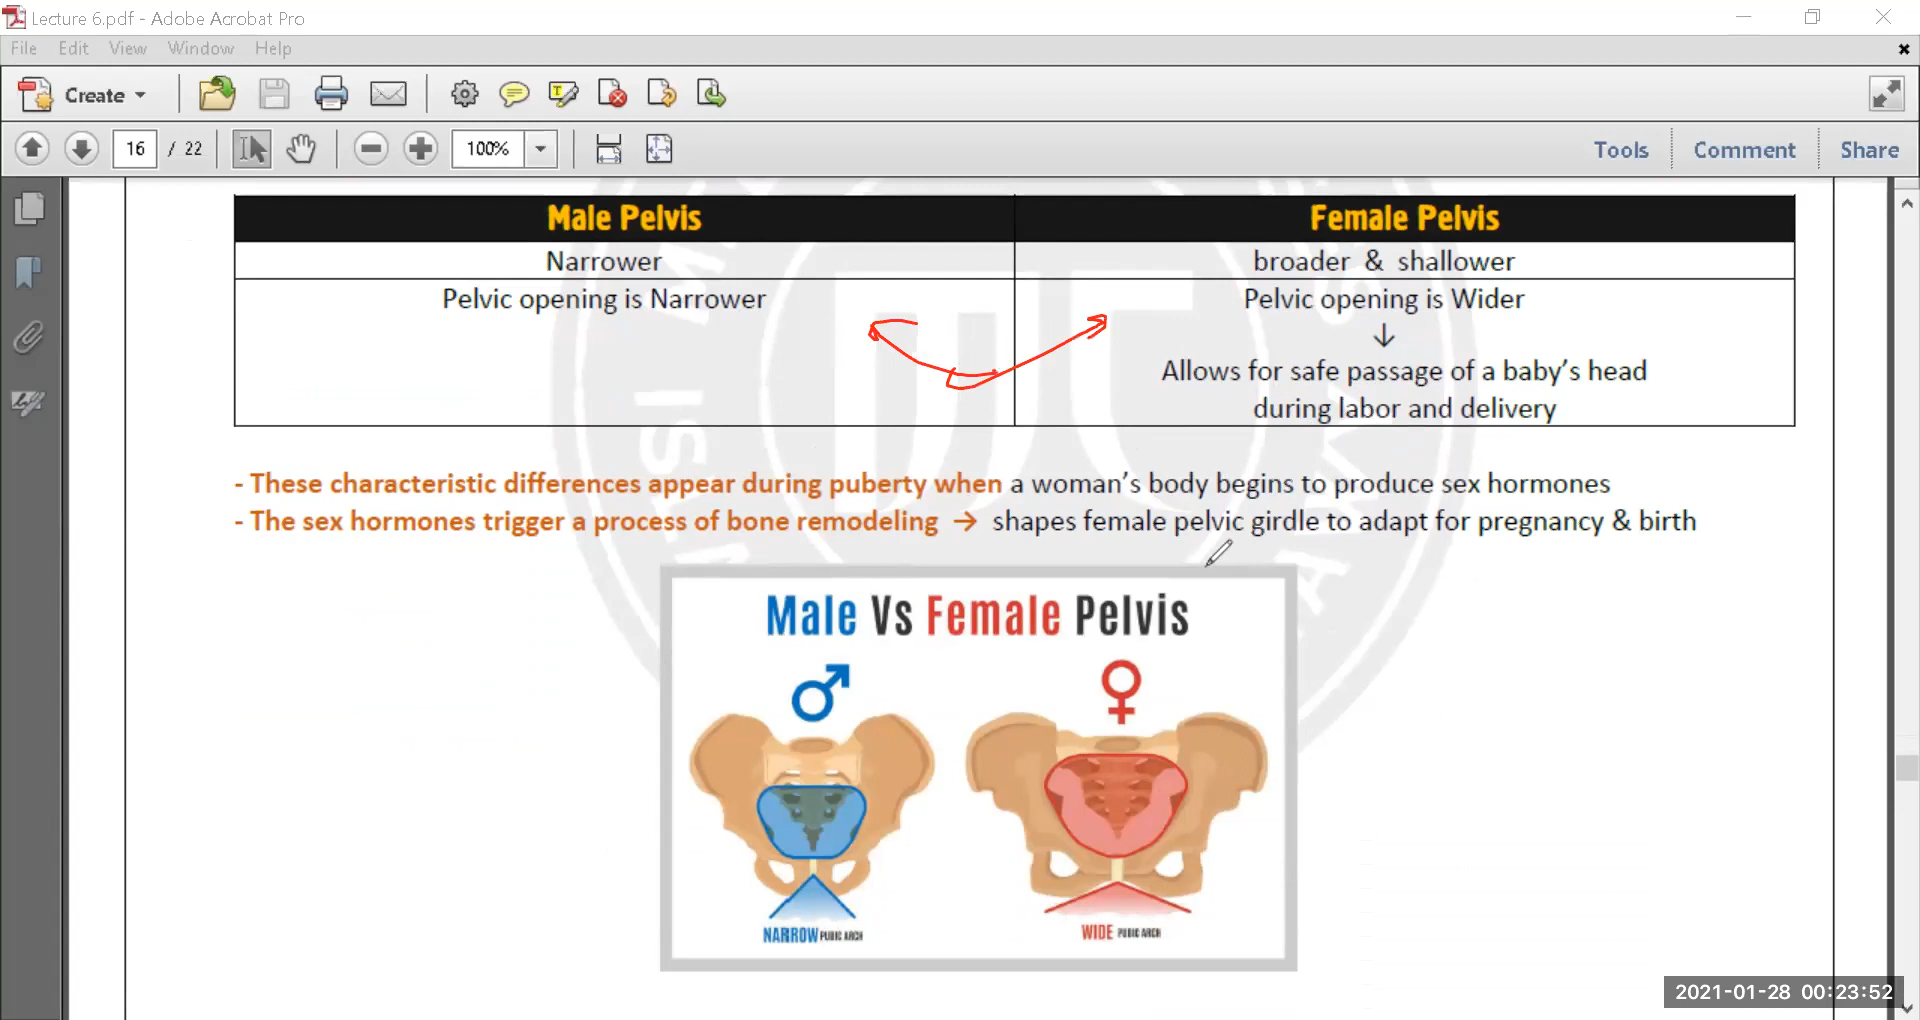 Lecture 6.pdf - Adobe Acrobat Pro
File Edit View Window Help
Create
16 / 22 100% Tools Comment Share
Male Pelvis Female Pelvis
Narrower broader & shallower
Pelvic opening is Narrower Pelvic opening is Wider
↓
Allows for safe passage of a baby's head
during labor and delivery
- These characteristic differences appear during puberty when a woman's body begins to produce sex hormones
- The sex hormones trigger a process of bone remodeling → shapes female pelvic girdle to adapt for pregnancy & birth
Male Vs Female Pelvis
♂ ♀
NARROW PUBIC ARCH WIDE PUBIC ARCH
2021-01-28 00:23:52